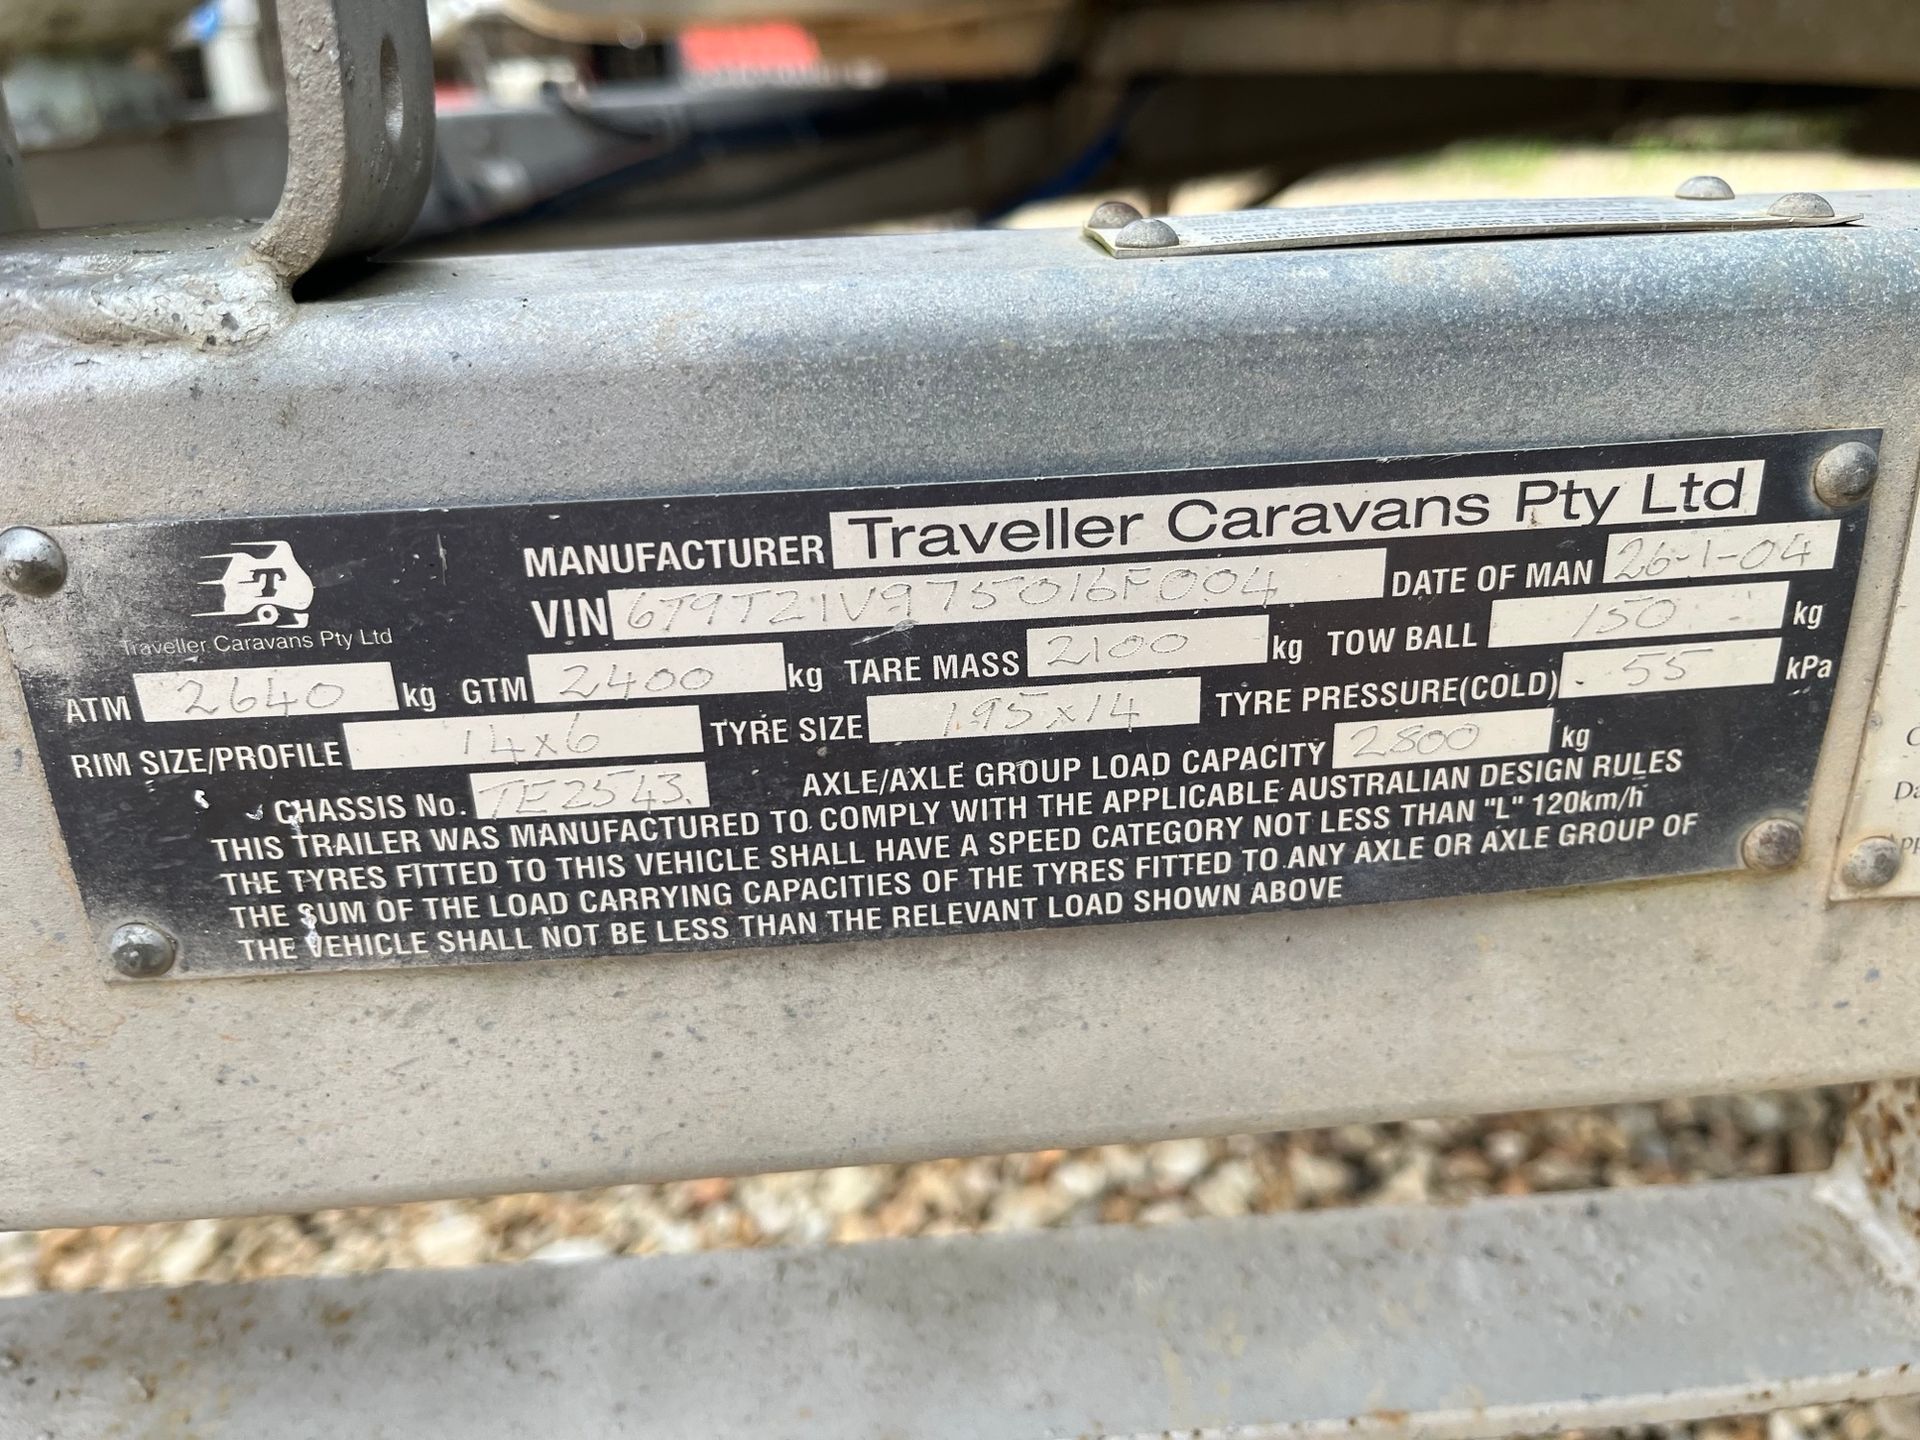 MANUFACTURER Traveller Caravans Pty Ltd
T
Traveller Caravans Pty Ltd
VIN 6T9T21V975016F004 DATE OF MAN 26-1-04
ATM 2640 kg GTM 2400 kg TARE MASS 2100 kg TOW BALL 150 kg
RIM SIZE/PROFILE 14x6 TYRE SIZE 195x14 TYRE PRESSURE(COLD) 55 kPa
CHASSIS No. TE2543. AXLE/AXLE GROUP LOAD CAPACITY 2800 kg
THIS TRAILER WAS MANUFACTURED TO COMPLY WITH THE APPLICABLE AUSTRALIAN DESIGN RULES
THE TYRES FITTED TO THIS VEHICLE SHALL HAVE A SPEED CATEGORY NOT LESS THAN "L" 120km/h
THE SUM OF THE LOAD CARRYING CAPACITIES OF THE TYRES FITTED TO ANY AXLE OR AXLE GROUP OF
THE VEHICLE SHALL NOT BE LESS THAN THE RELEVANT LOAD SHOWN ABOVE